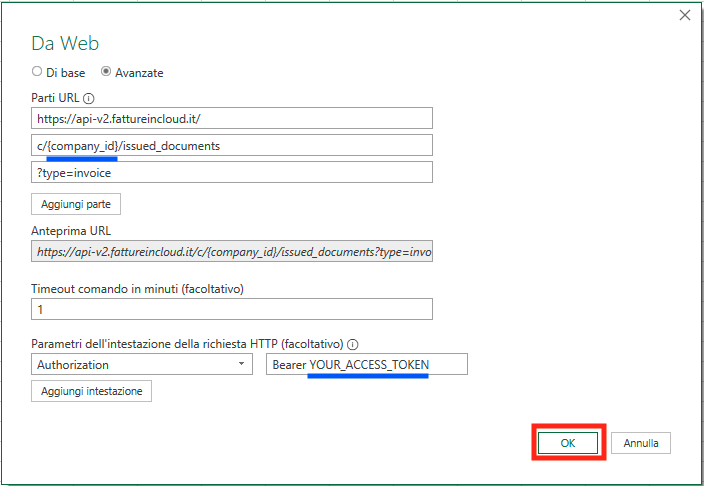 Da Web
Di base Avanzate
Parti URL
https://api-v2.fattureincloud.it/
c/{company_id}/issued_documents
?type=invoice
Aggiungi parte
Anteprima URL
https://api-v2.fattureincloud.it/c/{company_id}/issued_documents?type=invo
Timeout comando in minuti (facoltativo)
1
Parametri dell'intestazione della richiesta HTTP (facoltativo)
Authorization Bearer YOUR_ACCESS_TOKEN
Aggiungi intestazione
OK Annulla